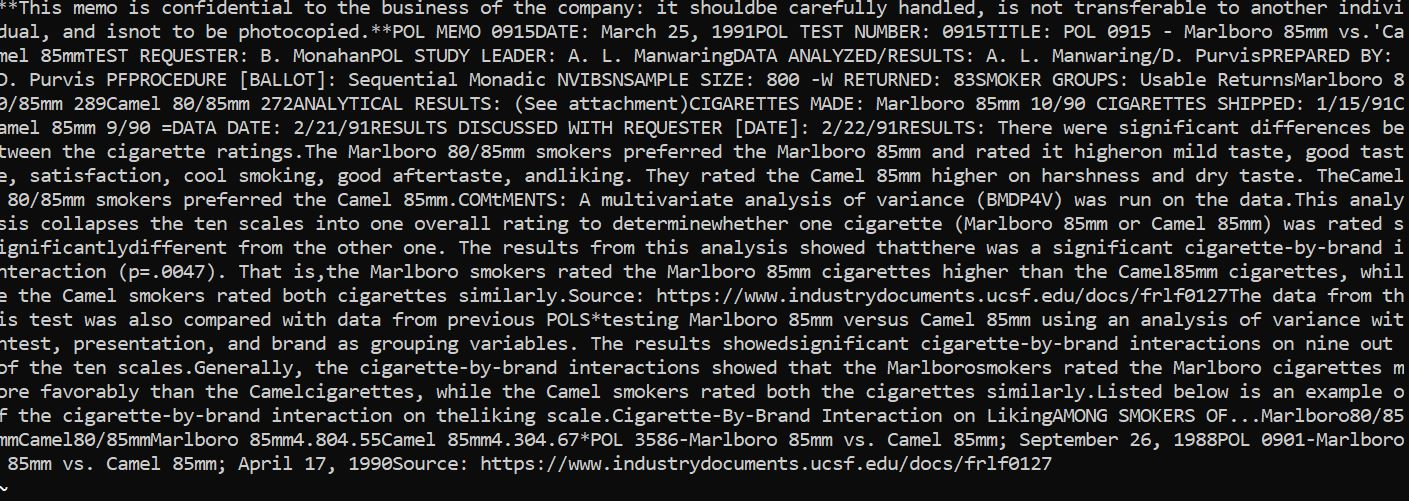 **This memo is confidential to the business of the company: it shouldbe carefully handled, is not transferable to another indivi
dual, and isnot to be photocopied.**POL MEMO 0915DATE: March 25, 1991POL TEST NUMBER: 0915TITLE: POL 0915 - Marlboro 85mm vs.'Ca
mel 85mmTEST REQUESTER: B. MonahanPOL STUDY LEADER: A. L. ManwaringDATA ANALYZED/RESULTS: A. L. Manwaring/D. PurvisPREPARED BY:
D. Purvis PFPROCEDURE [BALLOT]: Sequential Monadic NVIBSNSAMPLE SIZE: 800 -W RETURNED: 83SMOKER GROUPS: Usable ReturnsMarlboro 8
0/85mm 289Camel 80/85mm 272ANALYTICAL RESULTS: (See attachment)CIGARETTES MADE: Marlboro 85mm 10/90 CIGARETTES SHIPPED: 1/15/91C
amel 85mm 9/90 =DATA DATE: 2/21/91RESULTS DISCUSSED WITH REQUESTER [DATE]: 2/22/91RESULTS: There were significant differences be
tween the cigarette ratings.The Marlboro 80/85mm smokers preferred the Marlboro 85mm and rated it higheron mild taste, good tast
e, satisfaction, cool smoking, good aftertaste, andliking. They rated the Camel 85mm higher on harshness and dry taste. TheCamel
 80/85mm smokers preferred the Camel 85mm.COMtMENTS: A multivariate analysis of variance (BMDP4V) was run on the data.This analy
sis collapses the ten scales into one overall rating to determinewhether one cigarette (Marlboro 85mm or Camel 85mm) was rated s
ignificantlydifferent from the other one. The results from this analysis showed thatthere was a significant cigarette-by-brand i
nteraction (p=.0047). That is,the Marlboro smokers rated the Marlboro 85mm cigarettes higher than the Camel85mm cigarettes, whil
e the Camel smokers rated both cigarettes similarly.Source: https://www.industrydocuments.ucsf.edu/docs/frlf0127The data from th
is test was also compared with data from previous POLS*testing Marlboro 85mm versus Camel 85mm using an analysis of variance wit
ntest, presentation, and brand as grouping variables. The results showedsignificant cigarette-by-brand interactions on nine out
of the ten scales.Generally, the cigarette-by-brand interactions showed that the Marlborosmokers rated the Marlboro cigarettes m
ore favorably than the Camelcigarettes, while the Camel smokers rated both the cigarettes similarly.Listed below is an example o
f the cigarette-by-brand interaction on theliking scale.Cigarette-By-Brand Interaction on LikingAMONG SMOKERS OF...Marlboro80/85
mmCamel80/85mmMarlboro 85mm4.804.55Camel 85mm4.304.67*POL 3586-Marlboro 85mm vs. Camel 85mm; September 26, 1988POL 0901-Marlboro
 85mm vs. Camel 85mm; April 17, 1990Source: https://www.industrydocuments.ucsf.edu/docs/frlf0127
~